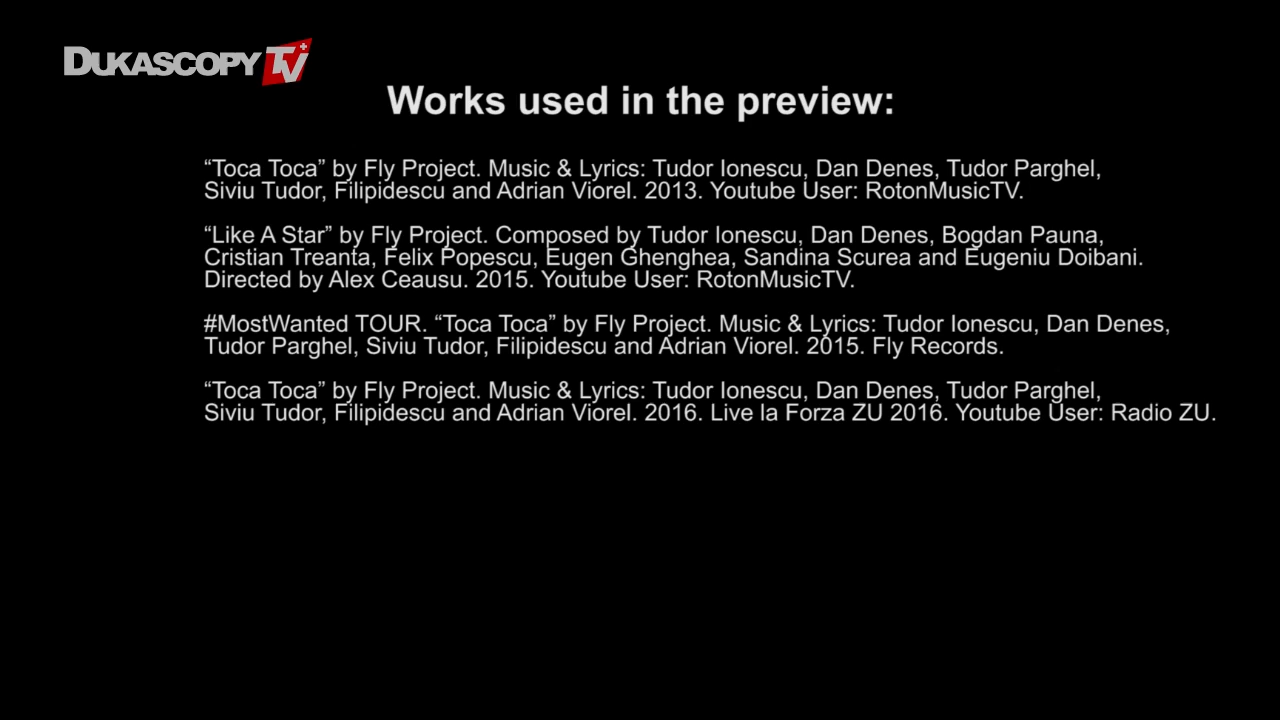 DUKASCOPY TV
Works used in the preview:
“Toca Toca” by Fly Project. Music & Lyrics: Tudor Ionescu, Dan Denes, Tudor Parghel,
Siviu Tudor, Filipidescu and Adrian Viorel. 2013. Youtube User: RotonMusicTV.
“Like A Star” by Fly Project. Composed by Tudor Ionescu, Dan Denes, Bogdan Pauna,
Cristian Treanta, Felix Popescu, Eugen Ghenghea, Sandina Scurea and Eugeniu Doibani.
Directed by Alex Ceausu. 2015. Youtube User: RotonMusicTV.
#MostWanted TOUR. “Toca Toca” by Fly Project. Music & Lyrics: Tudor Ionescu, Dan Denes,
Tudor Parghel, Siviu Tudor, Filipidescu and Adrian Viorel. 2015. Fly Records.
“Toca Toca” by Fly Project. Music & Lyrics: Tudor Ionescu, Dan Denes, Tudor Parghel,
Siviu Tudor, Filipidescu and Adrian Viorel. 2016. Live la Forza ZU 2016. Youtube User: Radio ZU.